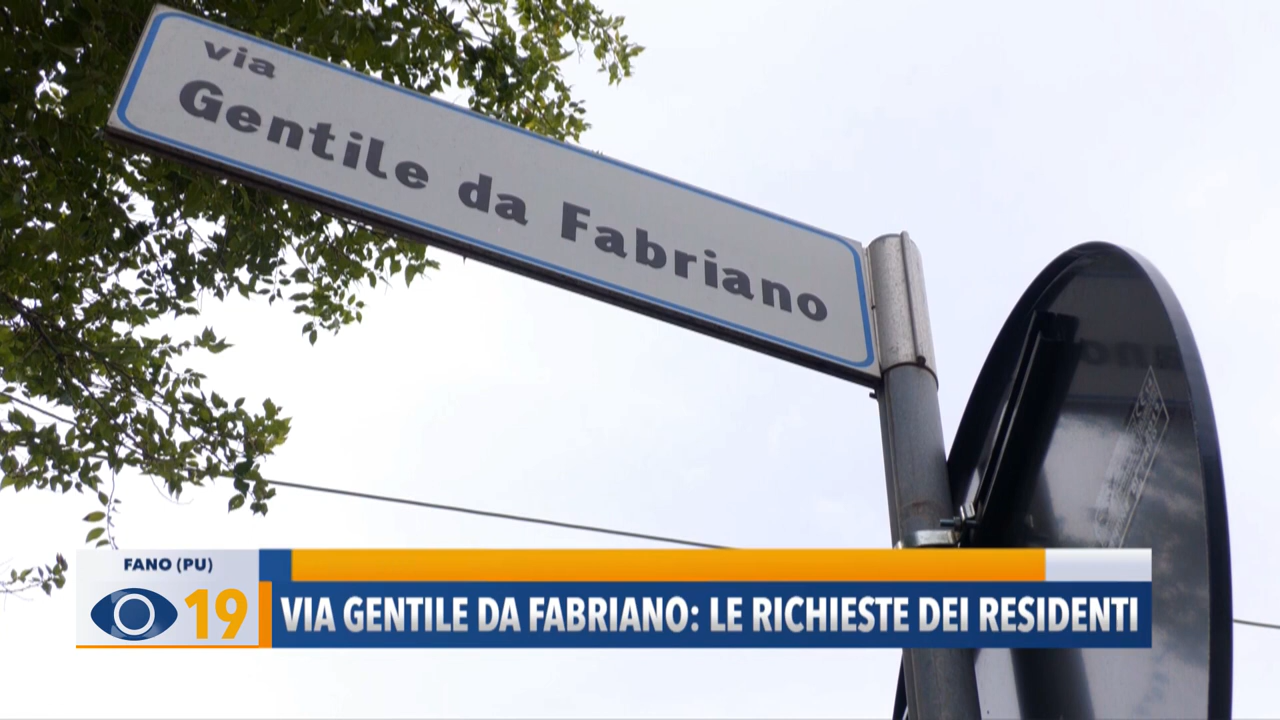 via
Gentile da Fabriano
FANO (PU)
19
VIA GENTILE DA FABRIANO: LE RICHIESTE DEI RESIDENTI